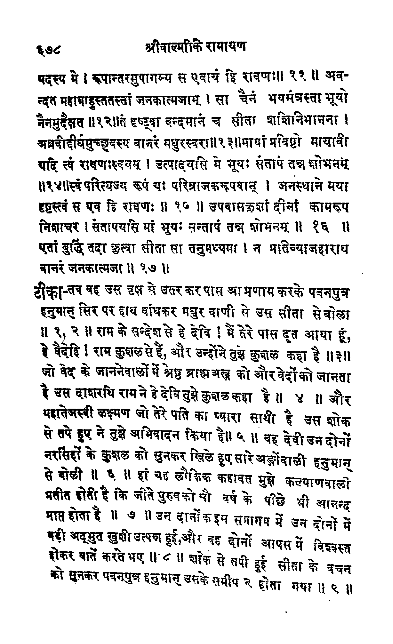 ६७८ श्रीवाल्मीकि रामायण
यदस्य मे । रूपान्तरमुपागम्य स एवायं हि रावणः॥ ११ ॥ अव-
न्दत महाबाहुस्ततस्तां जनकात्मजाम् । सा चैनं भयसंत्रस्ता भूयो
नैनमुदैक्षत ॥१२॥ तं दृष्ट्वा वन्दमानं च सीता शशिनिभानना ।
अब्रवीद्दीर्घमुच्छ्वस्य वानरं मधुरस्वरा॥१३॥मायां प्रविष्टो मायावी
यदि त्वं रावणःस्वयम् । उत्पादयसि मे भूयः संतापं तन्न शोभनम्
॥१४॥स्वं परित्यज्य रूपं यः परिव्राजकरूपवान् । जनस्थाने मया
दृष्टस्त्वं स एव हि रावणः ॥ १५ ॥ उपवासकृशां दीनां कामरूप
निशाचर । संतापयसि मां भूयः सन्तापं तन्न शोभनम् ॥ १६ ॥
एतां बुद्धिं तदा कृत्वा सीता सा तनुमध्यमा । न प्रतिव्याजहाराथ
वानरं जनकात्मजा ॥ १७ ॥
टीका-तब वह उस वृक्ष से उतर कर पास आ प्रणाम करके पवनपुत्र
हनुमान् सिर पर हाथ बांधकर मधुर वाणी से उस सीता से बोला
॥ १, २ ॥ राम के सन्देश से हे देवि ! मैं तेरे पास दूत आया हूं,
हे वैदेहि ! राम कुशल से हैं, और उन्होंने तुझे कुशल कहा है ॥३॥
जो वेद के जाननेवालों में श्रेष्ठ ब्राह्म अस्त्र को और वेदोंको जानता
है उस दाशरथि राम ने हे देवि तुझे कुशल कहा है ॥ ४ ॥ और
महातेजस्वी लक्ष्मण जो तेरे पति का प्यारा साथी है उस शोक
से तपे हुए ने तुझे अभिवादन किया है॥ ५ ॥ वह देवी उन दोनों
नरसिंहों के कुशल को सुनकर खिले हुए सारे अङ्गोंवाली हनुमान्
से बोली ॥ ६ ॥ हां यह लौकिक कहावत मुझे कल्याणवाली
प्रतीत होती है कि जीते पुरुषको सौ वर्ष के पीछे भी आनन्द
प्राप्त होता है ॥ ७ ॥ उन दोनों के इस समागम में उन दोनों में
बड़ी अद्भुत खुशी उत्पन्न हुई,और वह दोनों आपस में विश्वस्त
होकर बातें करते भए ॥८॥ शोक से तपी हुई सीता के वचन
को सुनकर पवनपुत्र हनुमान् उसके समीप २ होता गया ॥ ९ ॥